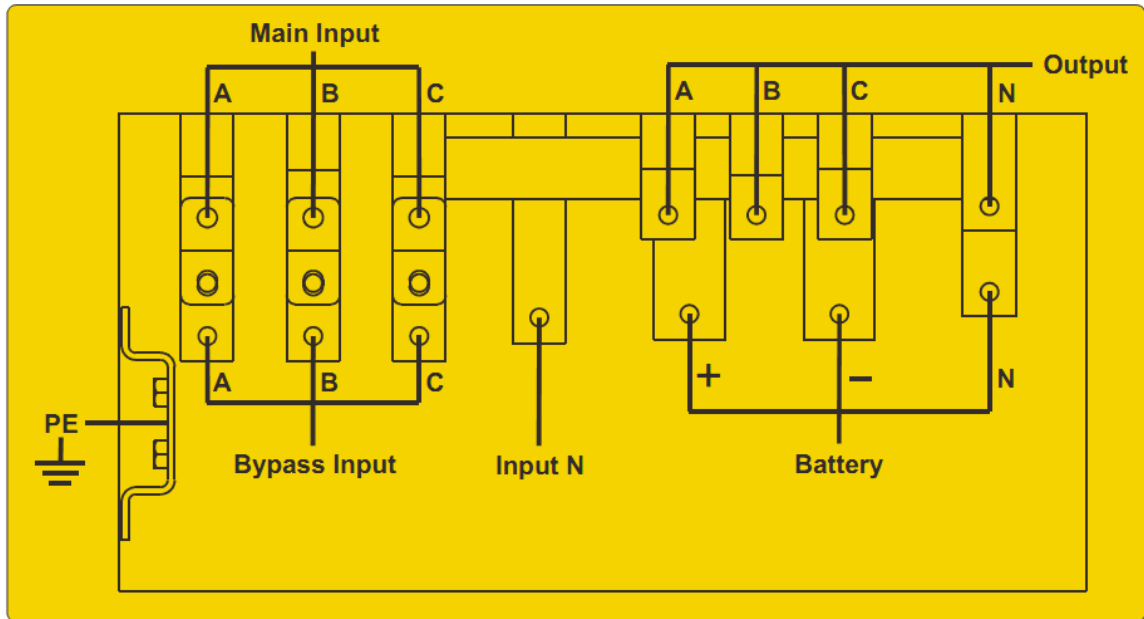 Main Input
Output
A B C A B C N
+ − N
A B C
PE
Bypass Input Input N Battery